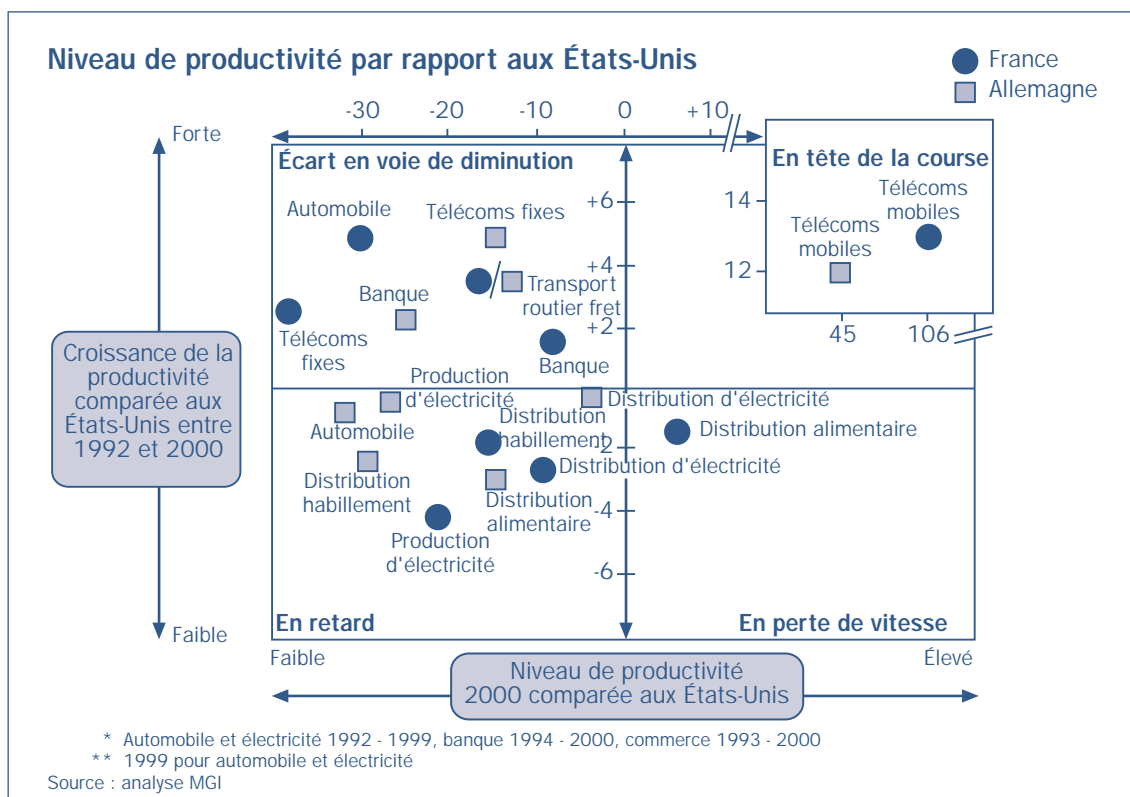 Niveau de productivité par rapport aux États-Unis
France
Allemagne
-30 -20 -10 0 +10
Forte
Écart en voie de diminution
En tête de la course
Automobile
Télécoms fixes
+6
14
Télécoms
mobiles
Télécoms
mobiles
+4
12
Banque
Transport
routier fret
+2
45 106
Télécoms
fixes
Banque
Croissance de la
productivité
comparée aux
États-Unis entre
1992 et 2000
Production
d'électricité
Distribution d'électricité
Automobile
Distribution
habillement
Distribution alimentaire
-2
Distribution
habillement
Distribution d'électricité
Distribution
alimentaire
-4
Production
d'électricité
-6
En retard
En perte de vitesse
Faible
Faible
Élevé
Niveau de productivité
2000 comparée aux États-Unis
* Automobile et électricité 1992 - 1999, banque 1994 - 2000, commerce 1993 - 2000
** 1999 pour automobile et électricité
Source : analyse MGI